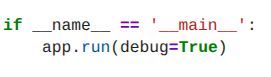 if __name__ == '__main__':
    app.run(debug=True)